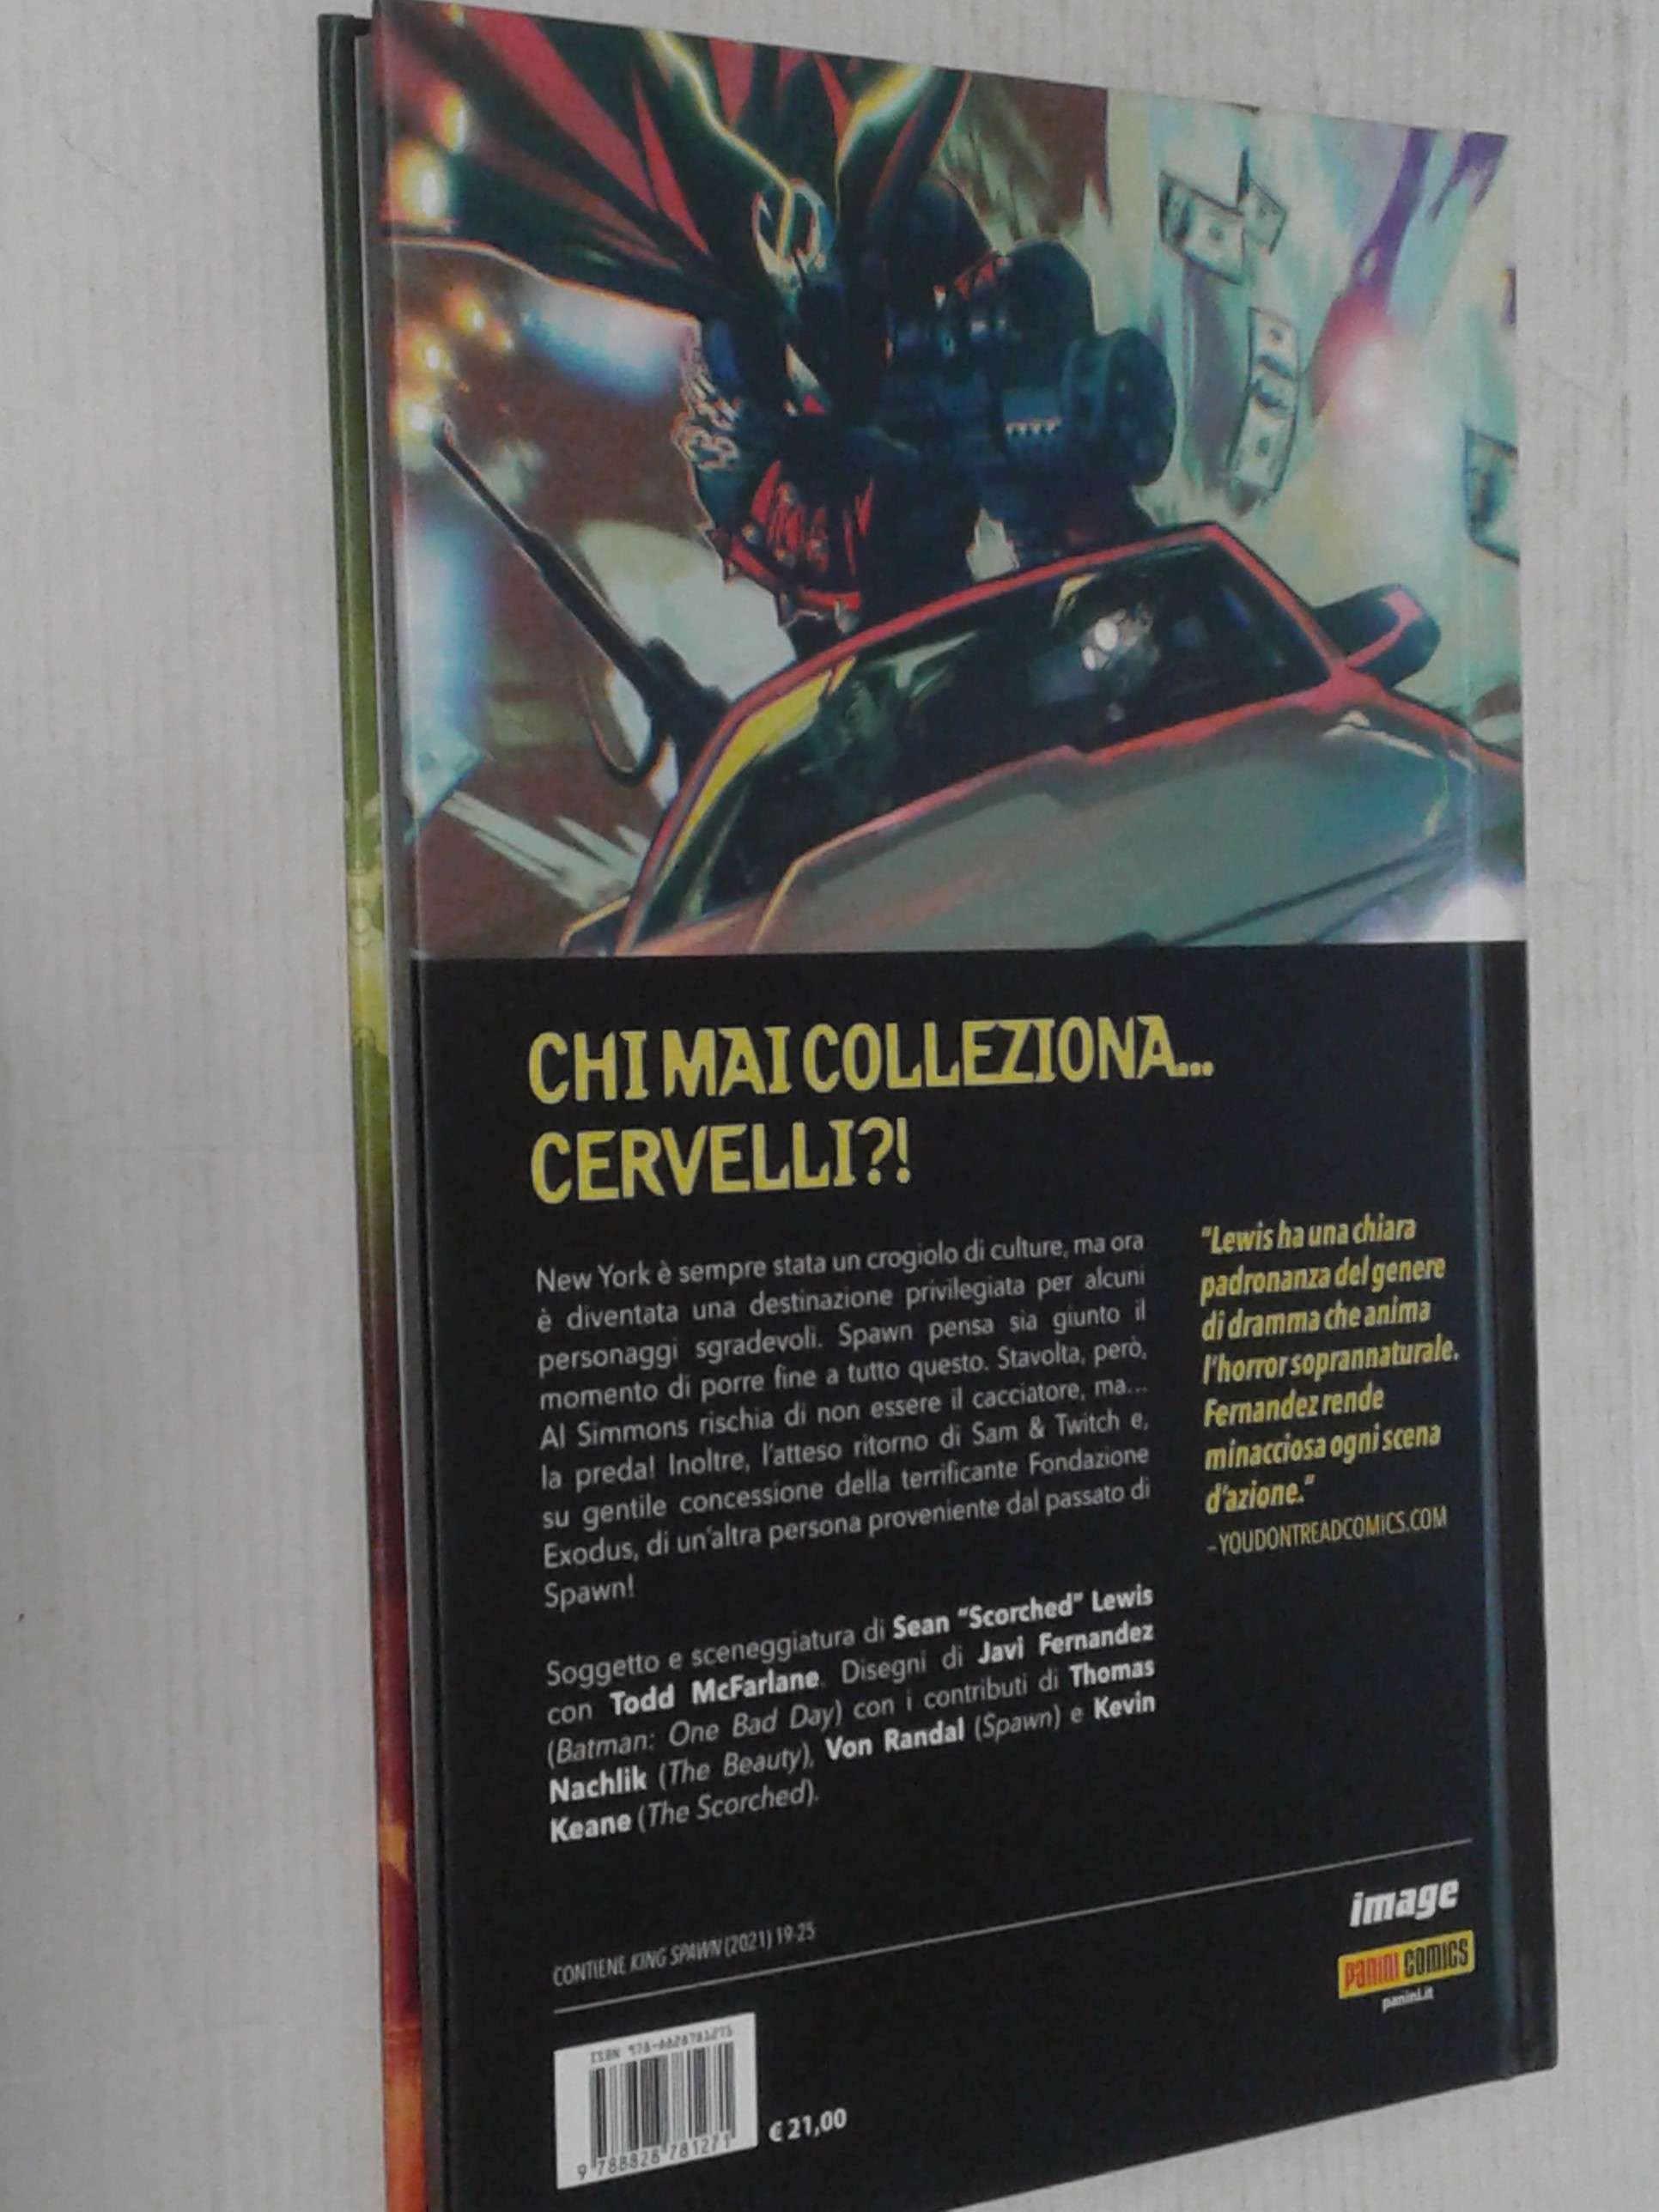 CHI MAI COLLEZIONA...
CERVELLI?!
New York è sempre stata un crogiolo di culture, ma ora
è diventata una destinazione privilegiata per alcuni
personaggi sgradevoli. Spawn pensa sia giunto il
momento di porre fine a tutto questo. Stavolta, però,
Al Simmons rischia di non essere il cacciatore, ma...
la preda! Inoltre, l'atteso ritorno di Sam & Twitch e,
su gentile concessione della terrificante Fondazione
Exodus, di un'altra persona proveniente dal passato di
Spawn!
Soggetto e sceneggiatura di Sean "Scorched" Lewis
con Todd McFarlane. Disegni di Javi Fernandez
(Batman: One Bad Day) con i contributi di Thomas
Nachlik (The Beauty), Von Randal (Spawn) e Kevin
Keane (The Scorched).
"Lewis ha una chiara
padronanza del genere
di dramma che anima
l'horror soprannaturale.
Fernandez rende
minacciosa ogni scena
d'azione."
-YOUDONTREADCOMICS.COM
CONTIENE KING SPAWN (2021) 19-25
image
PANINI COMICS
panini.it
ISBN
9 788828 781271
€ 21,00